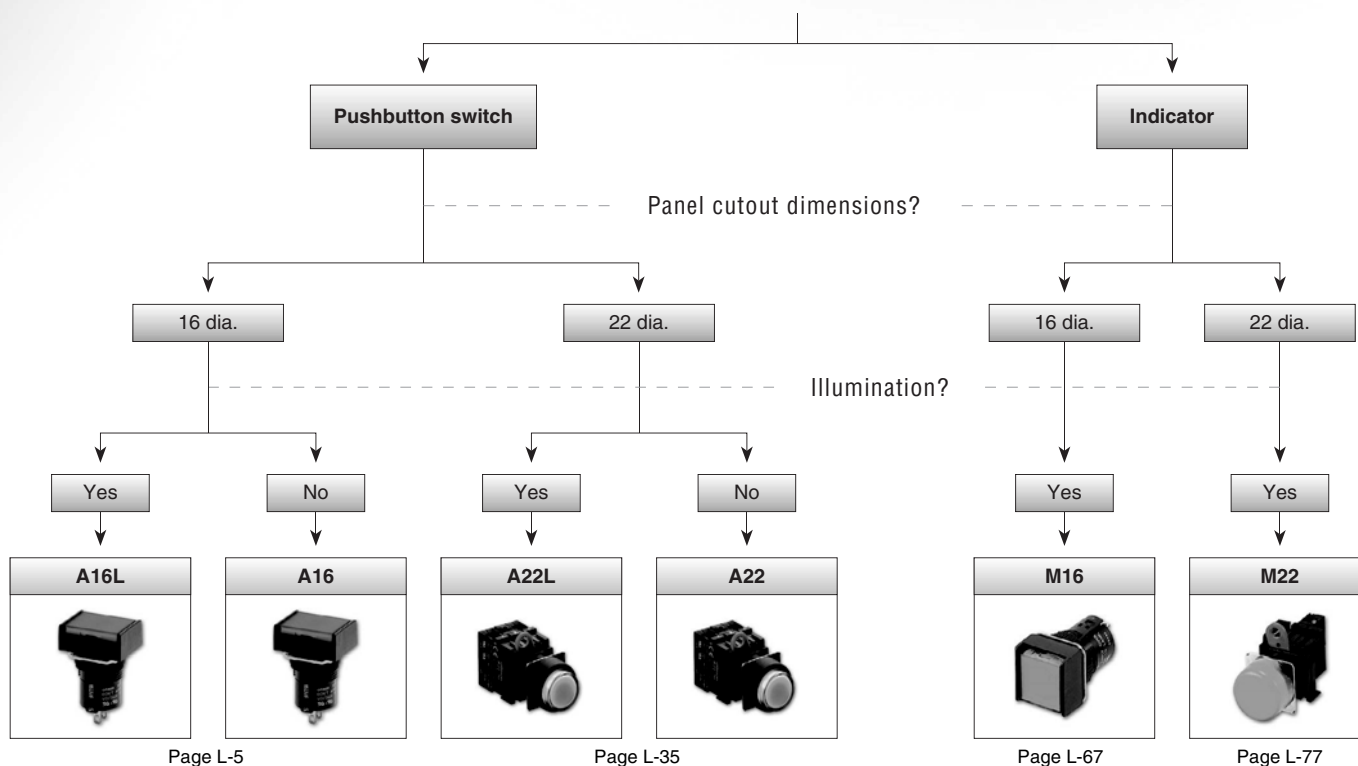 Pushbutton switch
Indicator
Panel cutout dimensions?
16 dia.
22 dia.
16 dia.
22 dia.
Illumination?
Yes
No
Yes
No
Yes
Yes
A16L
A16
A22L
A22
M16
M22
Page L-5
Page L-35
Page L-67
Page L-77